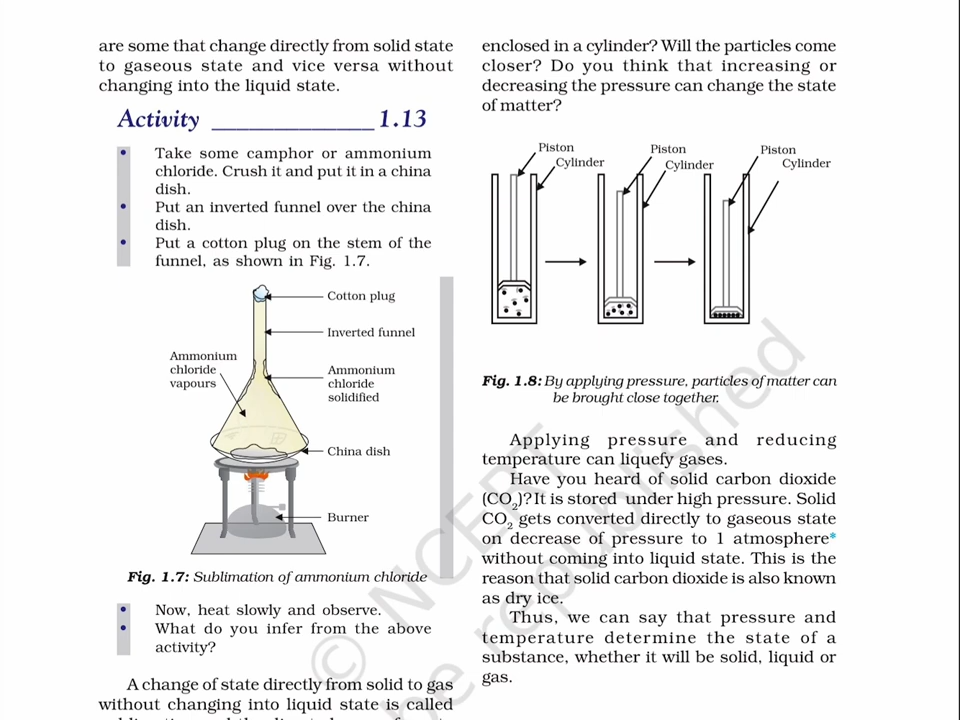 are some that change directly from solid state
to gaseous state and vice versa without
changing into the liquid state.
Activity ______________ 1.13
• Take some camphor or ammonium
chloride. Crush it and put it in a china
dish.
• Put an inverted funnel over the china
dish.
• Put a cotton plug on the stem of the
funnel, as shown in Fig. 1.7.
Cotton plug
Inverted funnel
Ammonium
chloride
vapours
Ammonium
chloride
solidified
China dish
Burner
Fig. 1.7: Sublimation of ammonium chloride
• Now, heat slowly and observe.
• What do you infer from the above
activity?
A change of state directly from solid to gas
without changing into liquid state is called
enclosed in a cylinder? Will the particles come
closer? Do you think that increasing or
decreasing the pressure can change the state
of matter?
Piston
Cylinder
Piston
Cylinder
Piston
Cylinder
Fig. 1.8: By applying pressure, particles of matter can
be brought close together.
Applying pressure and reducing
temperature can liquefy gases.
Have you heard of solid carbon dioxide
(CO₂)? It is stored under high pressure. Solid
CO₂ gets converted directly to gaseous state
on decrease of pressure to 1 atmosphere*
without coming into liquid state. This is the
reason that solid carbon dioxide is also known
as dry ice.
Thus, we can say that pressure and
temperature determine the state of a
substance, whether it will be solid, liquid or
gas.
© NCERT
be republished